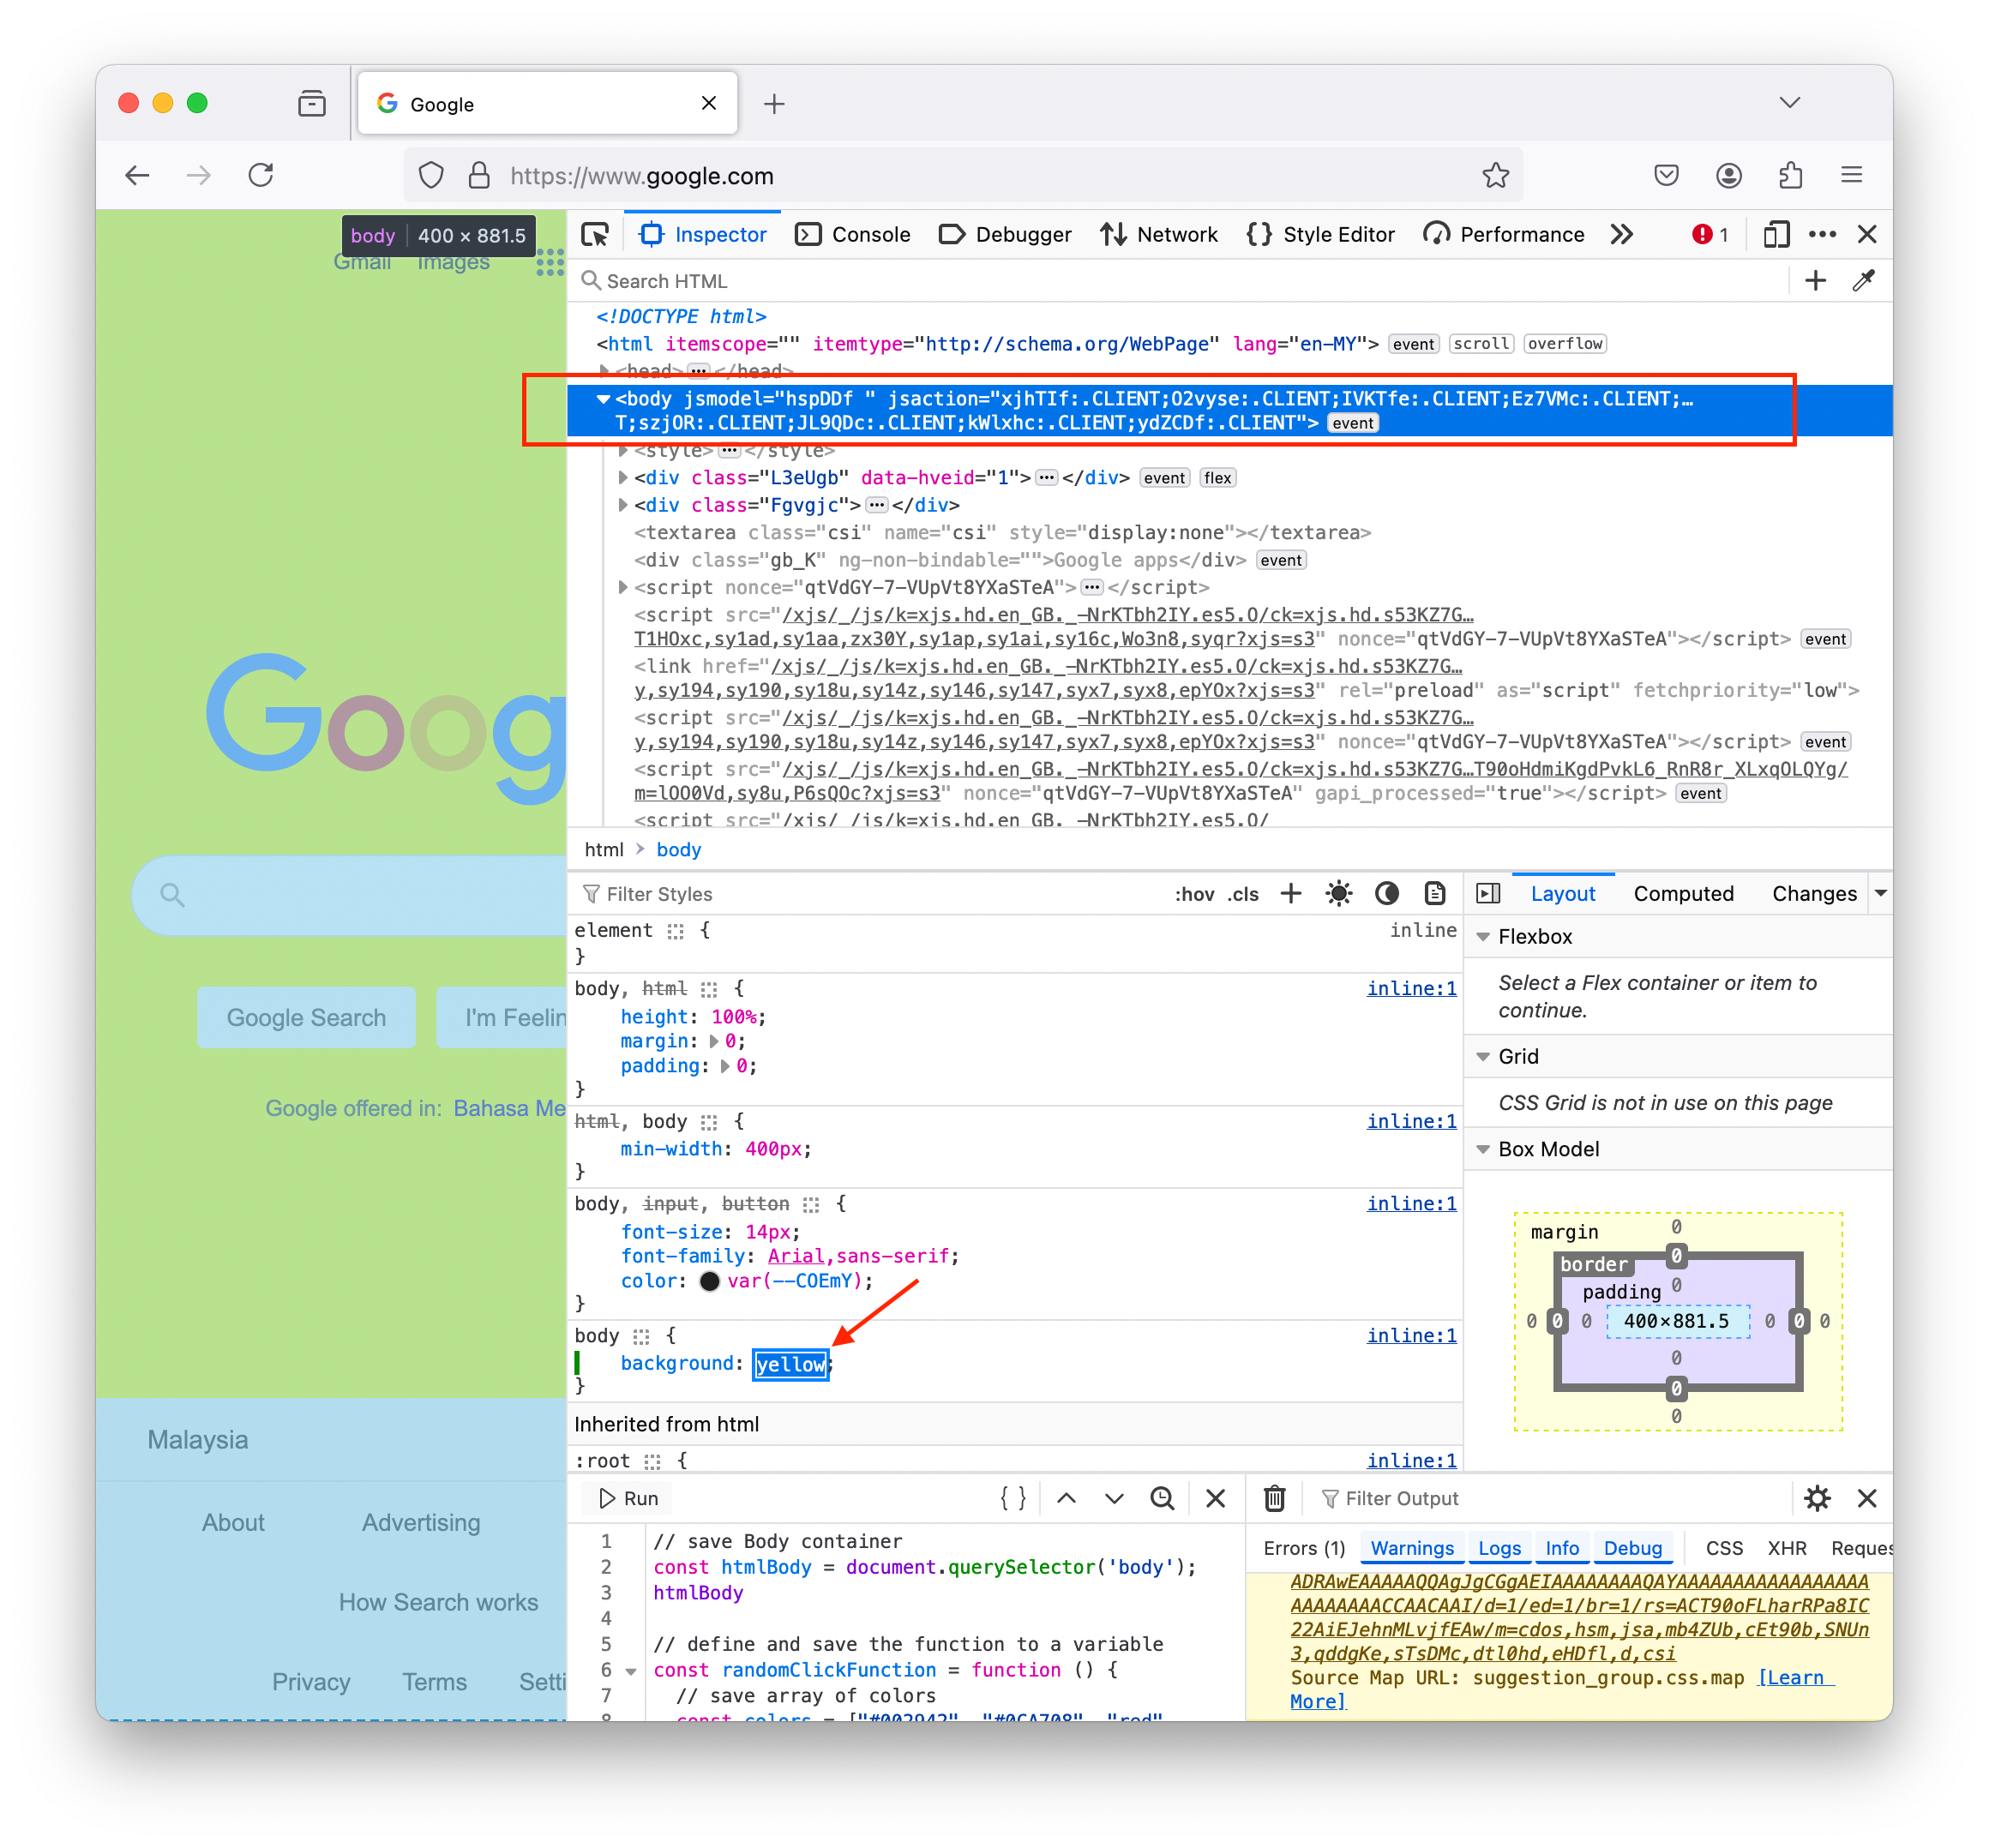 Google
https://www.google.com
body 400 × 881.5
Gmail Images
Goog
Google Search
I'm Feelin
Google offered in: Bahasa Me
Malaysia
About Advertising
How Search works
Privacy Terms Setti
Inspector Console Debugger Network Style Editor Performance 1
Search HTML
<!DOCTYPE html>
<html itemscope="" itemtype="http://schema.org/WebPage" lang="en-MY"> event scroll overflow
<head> ••• </head>
<body jsmodel="hspDDf " jsaction="xjhTIf:.CLIENT;O2vyse:.CLIENT;IVKTfe:.CLIENT;Ez7VMc:.CLIENT;…
T;szjOR:.CLIENT;JL9QDc:.CLIENT;kWlxhc:.CLIENT;ydZCDf:.CLIENT"> event
<style> ••• </style>
<div class="L3eUgb" data-hveid="1"> ••• </div> event flex
<div class="Fgvgjc"> ••• </div>
<textarea class="csi" name="csi" style="display:none"></textarea>
<div class="gb_K" ng-non-bindable="">Google apps</div> event
<script nonce="qtVdGY-7-VUpVt8YXaSTeA"> ••• </script>
<script src="/xjs/_/js/k=xjs.hd.en_GB._-NrKTbh2IY.es5.O/ck=xjs.hd.s53KZ7G…
T1HOxc,sy1ad,sy1aa,zx30Y,sy1ap,sy1ai,sy16c,Wo3n8,syqr?xjs=s3" nonce="qtVdGY-7-VUpVt8YXaSTeA"></script> event
<link href="/xjs/_/js/k=xjs.hd.en_GB._-NrKTbh2IY.es5.O/ck=xjs.hd.s53KZ7G…
y,sy194,sy190,sy18u,sy14z,sy146,sy147,syx7,syx8,epYOx?xjs=s3" rel="preload" as="script" fetchpriority="low">
<script src="/xjs/_/js/k=xjs.hd.en_GB._-NrKTbh2IY.es5.O/ck=xjs.hd.s53KZ7G…
y,sy194,sy190,sy18u,sy14z,sy146,sy147,syx7,syx8,epYOx?xjs=s3" nonce="qtVdGY-7-VUpVt8YXaSTeA"></script> event
<script src="/xjs/_/js/k=xjs.hd.en_GB._-NrKTbh2IY.es5.O/ck=xjs.hd.s53KZ7G…T90oHdmiKgdPvkL6_RnR8r_XLxqOLQYg/
m=lOO0Vd,sy8u,P6sQOc?xjs=s3" nonce="qtVdGY-7-VUpVt8YXaSTeA" gapi_processed="true"></script> event
<script src="/xjs/_/js/k=xjs.hd.en_GB._-NrKTbh2IY.es5.O/
html > body
Filter Styles :hov .cls
element { inline
}
body, html { inline:1
height: 100%;
margin: 0;
padding: 0;
}
html, body { inline:1
min-width: 400px;
}
body, input, button { inline:1
font-size: 14px;
font-family: Arial,sans-serif;
color: var(--COEmY);
}
body { inline:1
background: yellow;
}
Inherited from html
:root { inline:1
Layout Computed Changes
Flexbox
Select a Flex container or item to
continue.
Grid
CSS Grid is not in use on this page
Box Model
margin 0
border 0
padding 0
0 0 0 400×881.5 0 0 0
0
0
0
Run { }
1 // save Body container
2 const htmlBody = document.querySelector('body');
3 htmlBody
4
5 // define and save the function to a variable
6 const randomClickFunction = function () {
7 // save array of colors
8 const colors = ["#002942", "#0CA708", "red"
Filter Output
Errors (1) Warnings Logs Info Debug CSS XHR Reques
ADRAwEAAAAAQQAgJgCGgAEIAAAAAAAAQAYAAAAAAAAAAAAAAAAA
AAAAAAAACCAACAAI/d=1/ed=1/br=1/rs=ACT90oFLharRPa8IC
22AiEJehnMLvjfEAw/m=cdos,hsm,jsa,mb4ZUb,cEt90b,SNUn
3,qddgKe,sTsDMc,dtl0hd,eHDfl,d,csi
Source Map URL: suggestion_group.css.map [Learn
More]